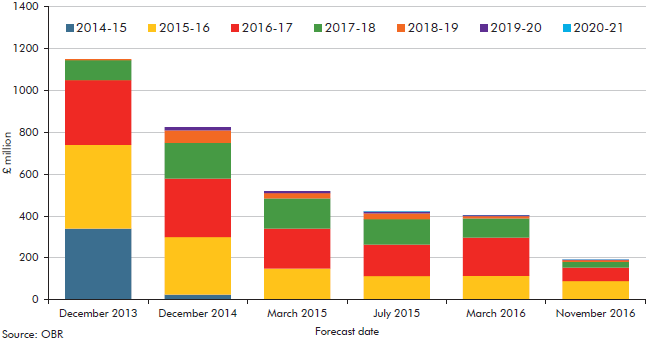 1400
2014-15 2015-16 2016-17 2017-18 2018-19 2019-20 2020-21
1200
1000
800
£ million
600
400
200
0
December 2013 December 2014 March 2015 July 2015 March 2016 November 2016
Forecast date
Source: OBR